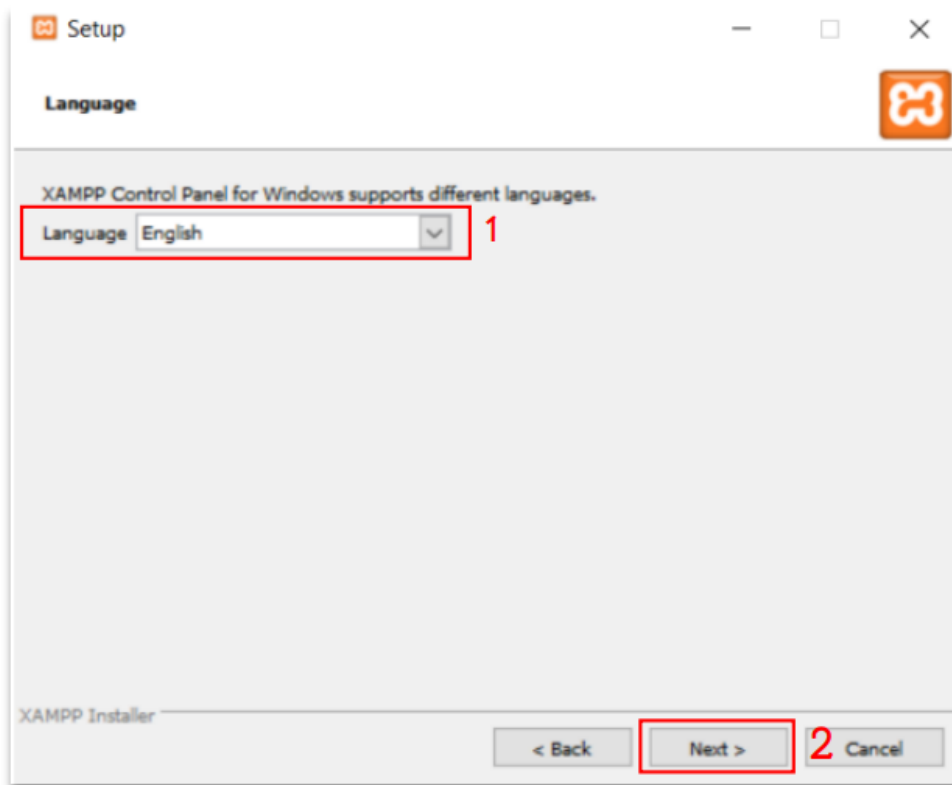 Setup
Language
XAMPP Control Panel for Windows supports different languages.
Language English 1
XAMPP Installer
< Back Next > 2 Cancel